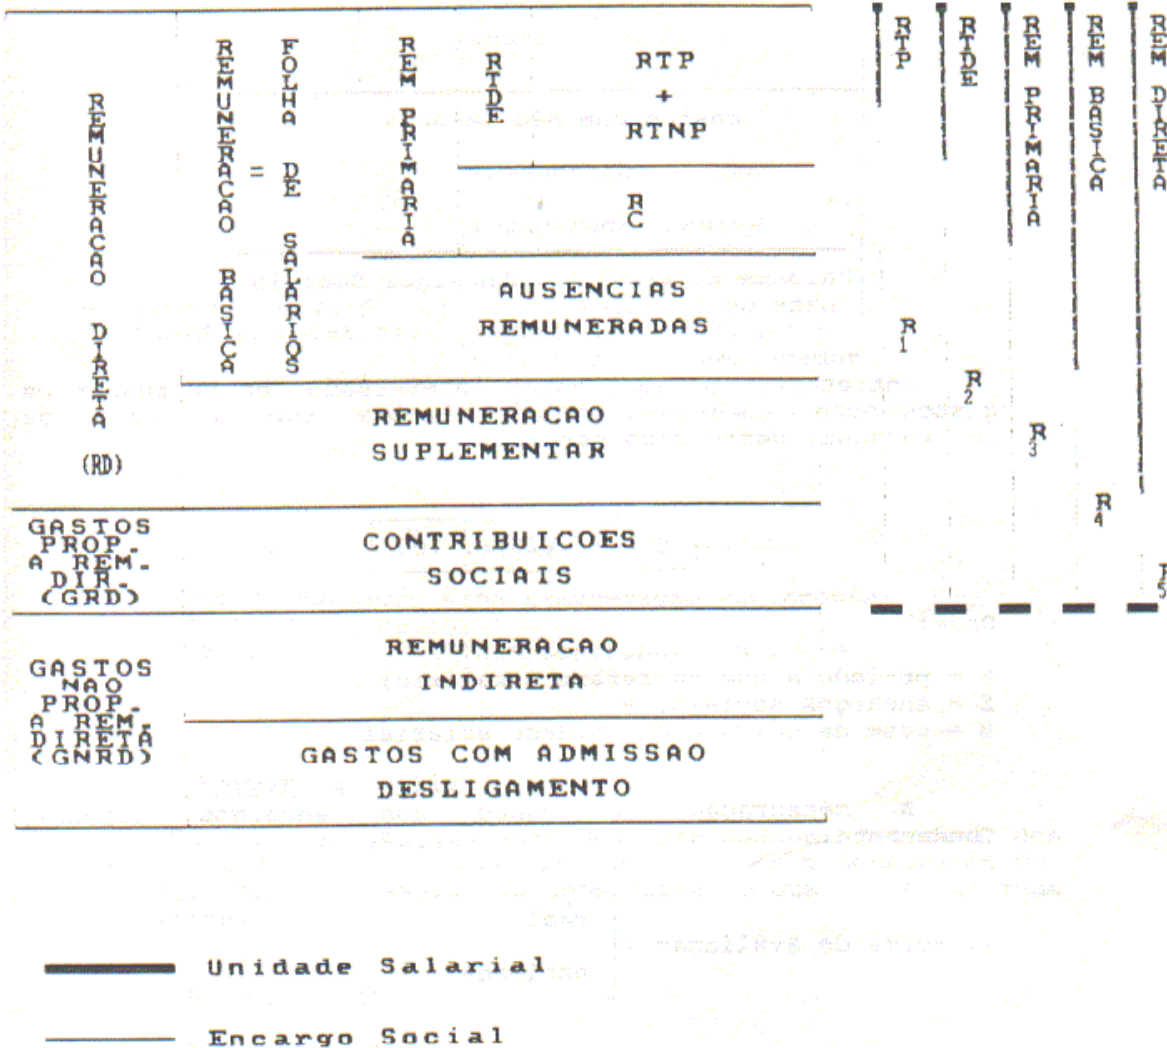 REMUNERACAO DIRETA
(RD)
REMUNERACAO BASICA
=
FOLHA DE SALARIOS
REM PRIMARIA
RTDE
RTP
+
RTNP
RC
AUSENCIAS
REMUNERADAS
REMUNERACAO
SUPLEMENTAR
GASTOS
PROP.
A REM.
DIR.
(GRD)
CONTRIBUICOES
SOCIAIS
GASTOS
NAO
PROP.
A REM.
DIRETA
(GNRD)
REMUNERACAO
INDIRETA
GASTOS COM ADMISSAO
DESLIGAMENTO
RTP
RTDE
REM PRIMARIA
REM BASICA
REM DIRETA
R1
R2
R3
R4
R5
Unidade Salarial
Encargo Social